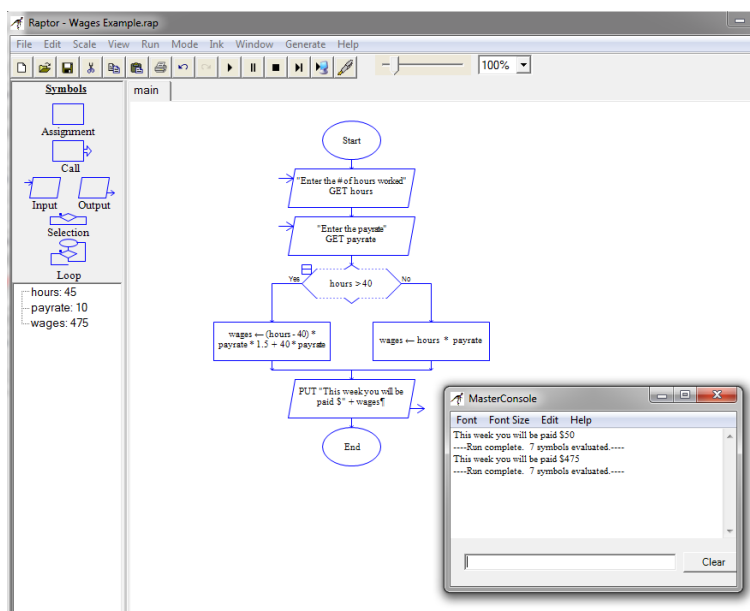 Raptor - Wages Example.rap
File Edit Scale View Run Mode Ink Window Generate Help
100%
Symbols
Assignment
Call
Input Output
Selection
Loop
hours: 45
payrate: 10
wages: 475
main
Start
"Enter the # of hours worked"
GET hours
"Enter the payrate"
GET payrate
Yes
hours > 40
No
wages ← (hours - 40) *
payrate * 1.5 + 40 * payrate
wages ← hours * payrate
PUT "This week you will be
paid $" + wages¶
End
MasterConsole
Font Font Size Edit Help
This week you will be paid $50
----Run complete. 7 symbols evaluated.----
This week you will be paid $475
----Run complete. 7 symbols evaluated.----
Clear